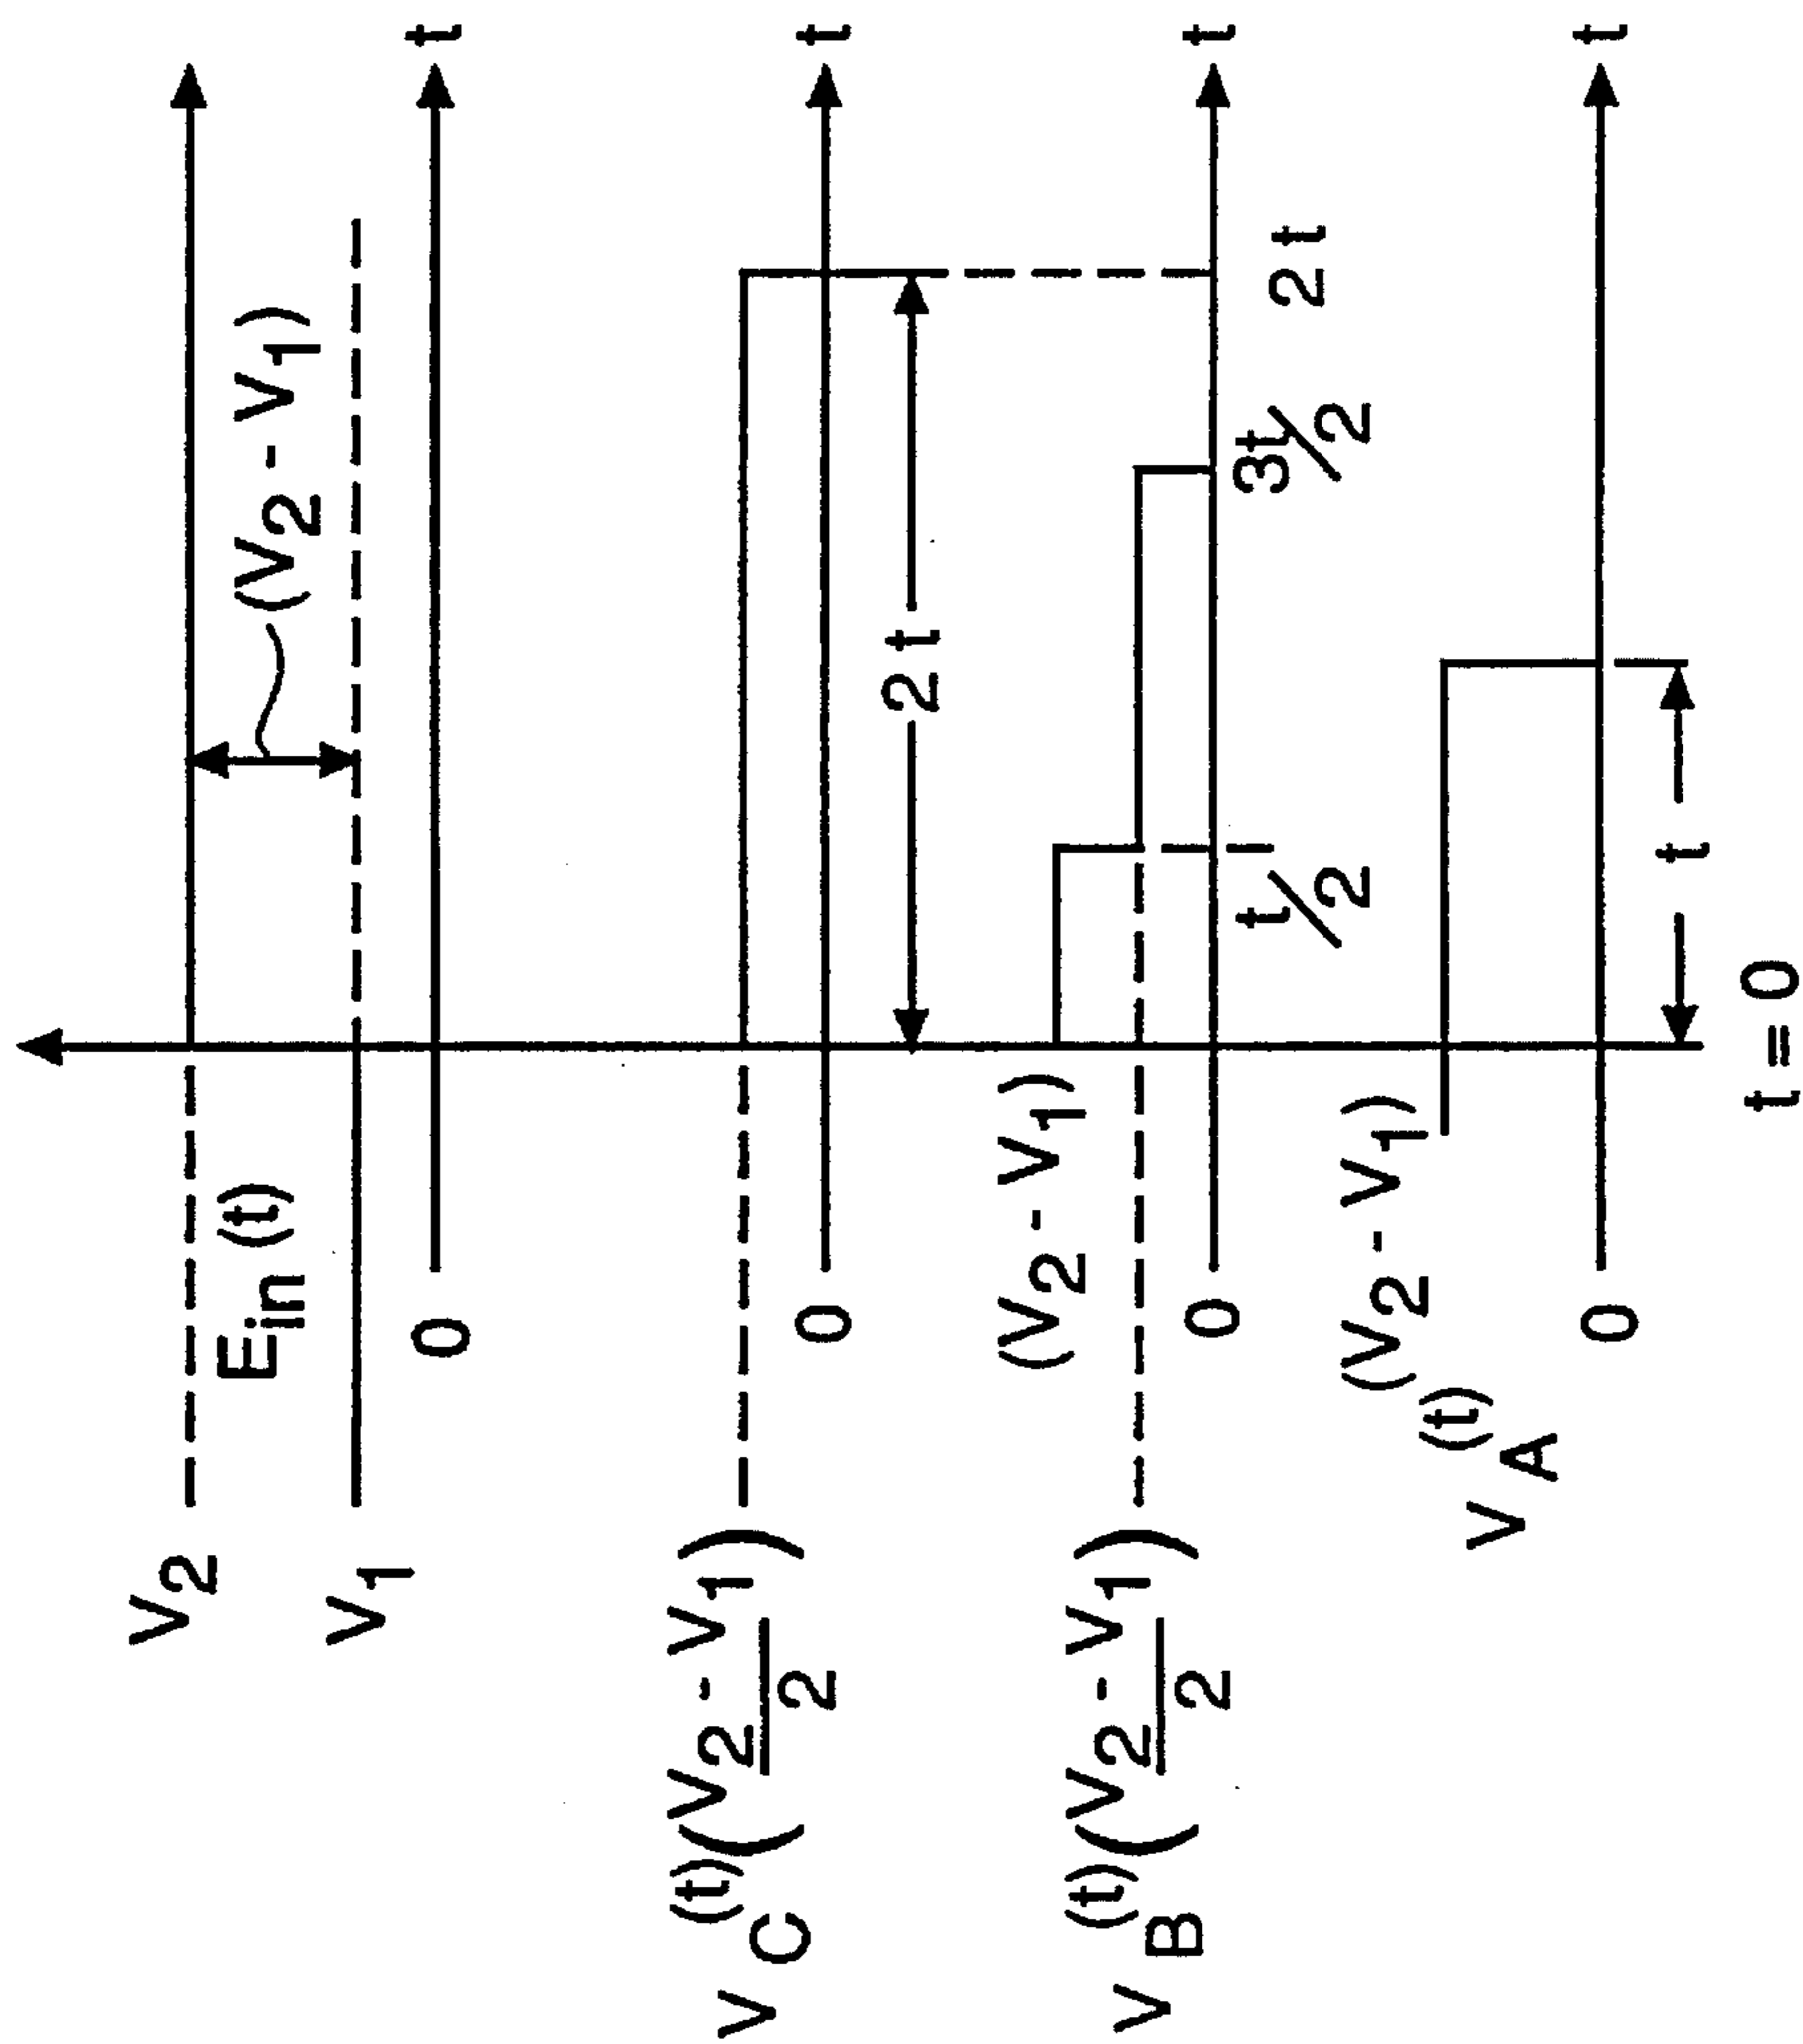 V2
Ein(t)
(V2 - V1)
V1
0
t
vC(t)(V2 - V1)
2
0
t
2t
(V2 - V1)
vB(t)(V2 - V1)
2
0
t
t/2
3t/2
2t
(V2 - V1)
vA(t)
0
t
t
t = 0